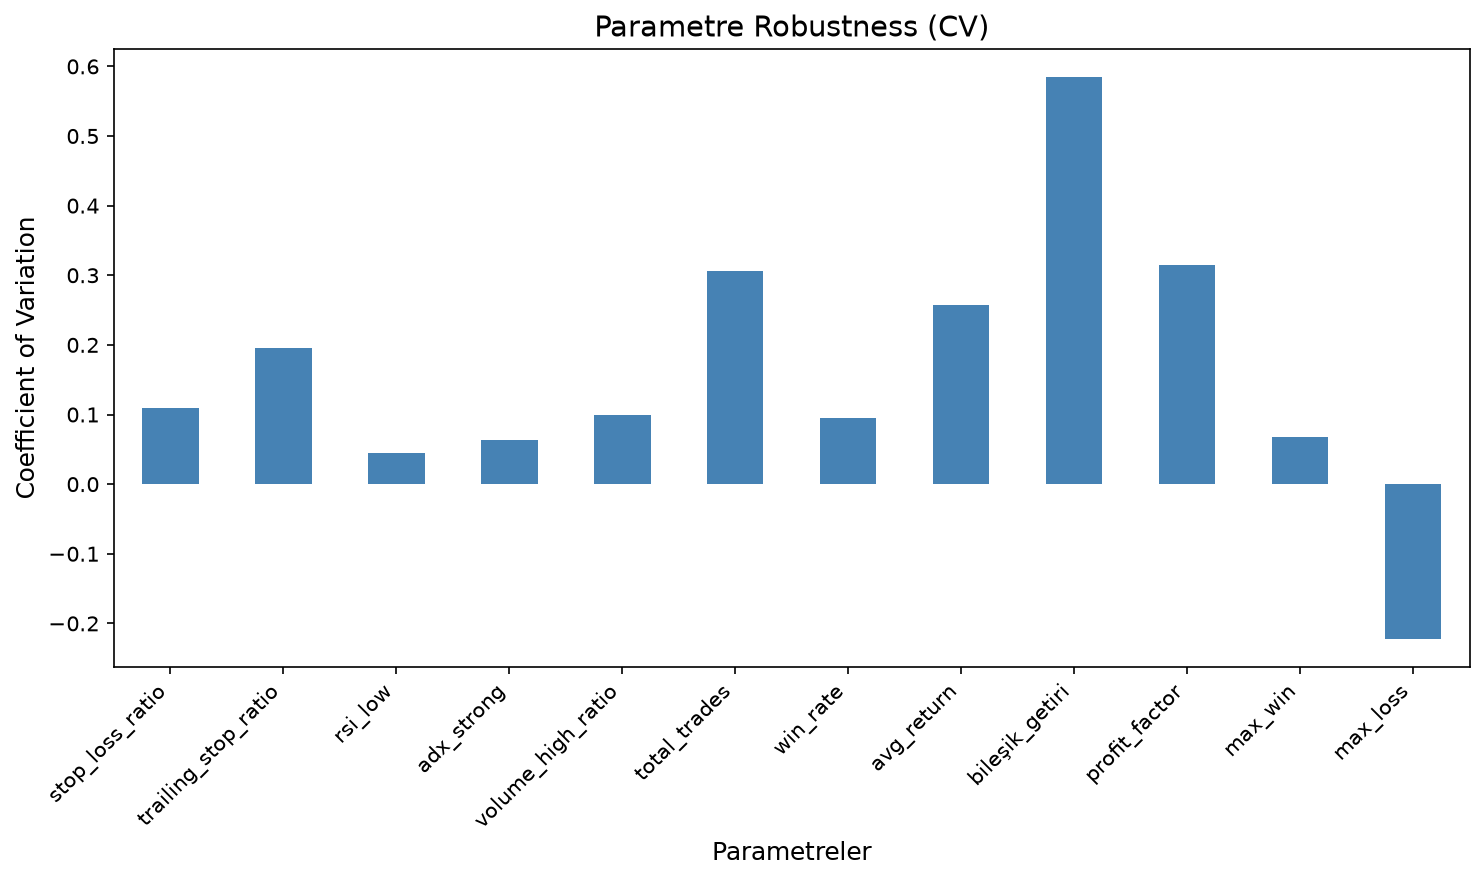 Parametre Robustness (CV)
Coefficient of Variation
0.6
0.5
0.4
0.3
0.2
0.1
0.0
−0.1
−0.2
stop_loss_ratio
trailing_stop_ratio
rsi_low
adx_strong
volume_high_ratio
total_trades
win_rate
avg_return
bileşik_getiri
profit_factor
max_win
max_loss
Parametreler